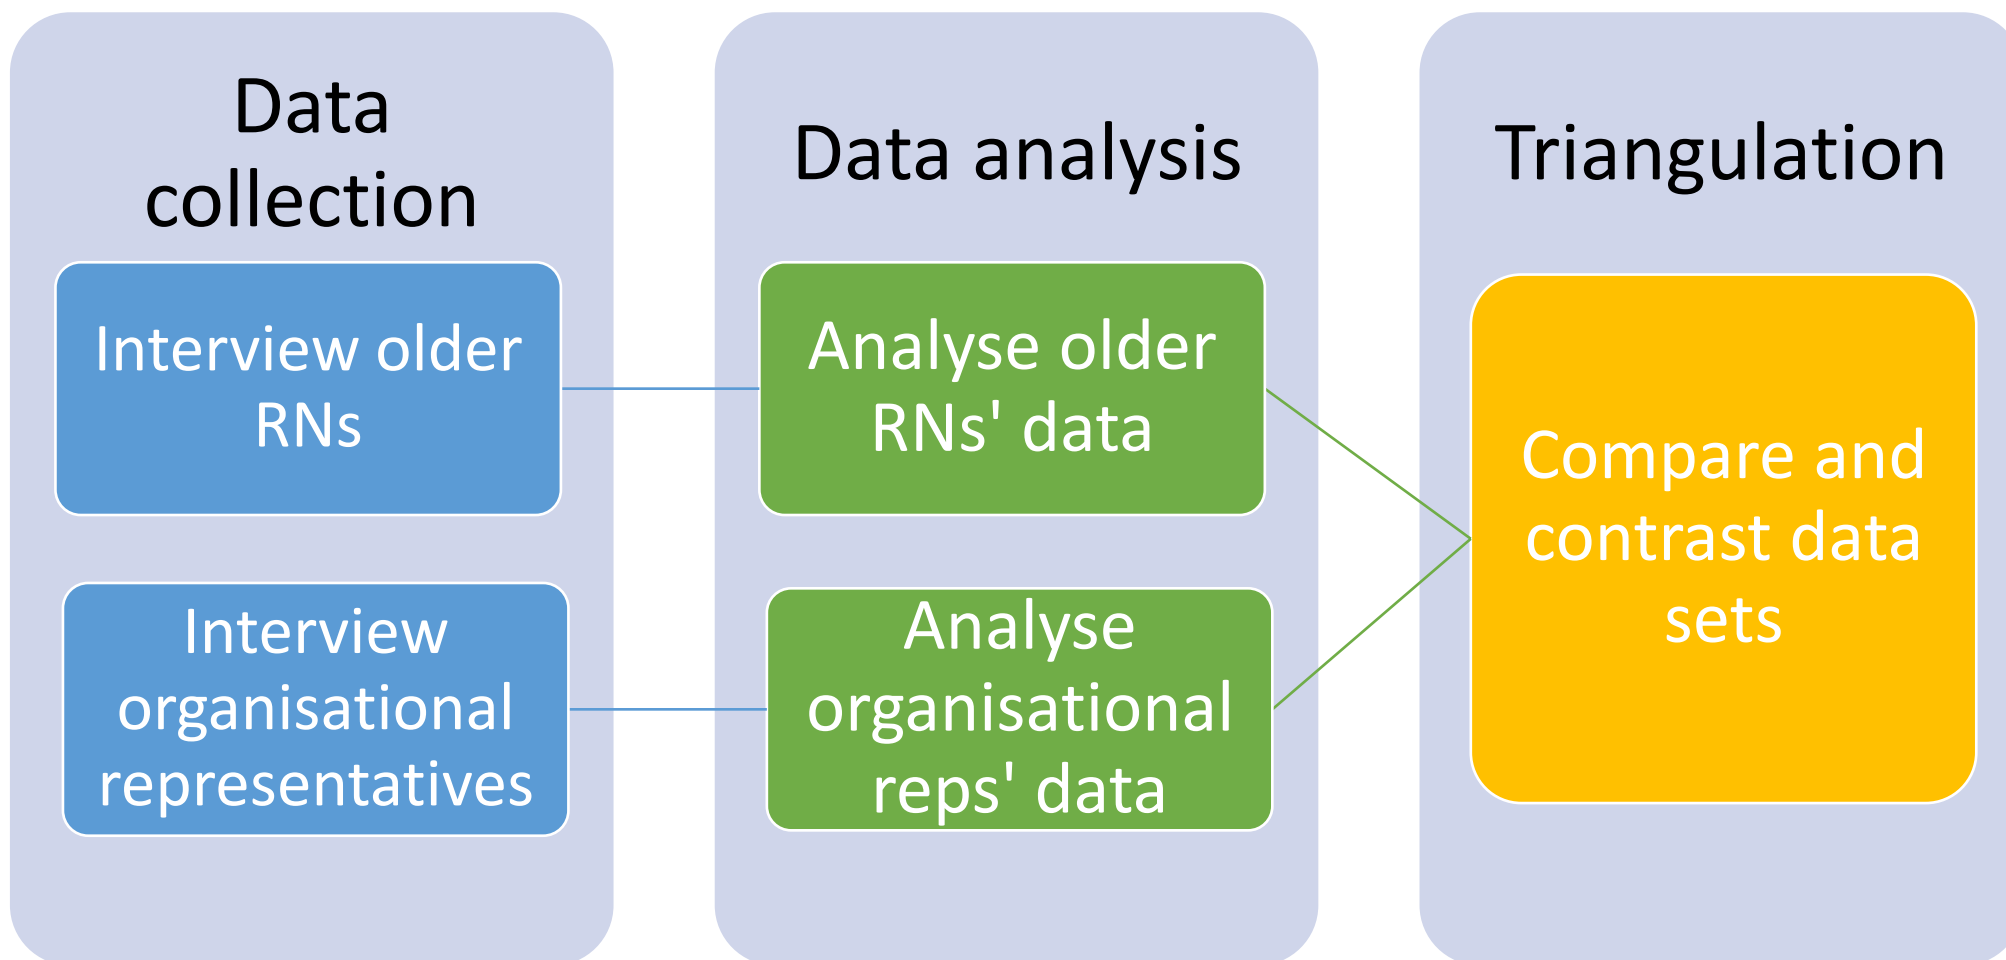 Data
collection
Interview older
RNs
Interview
organisational
representatives
Data analysis
Analyse older
RNs' data
Analyse
organisational
reps' data
Triangulation
Compare and
contrast data
sets